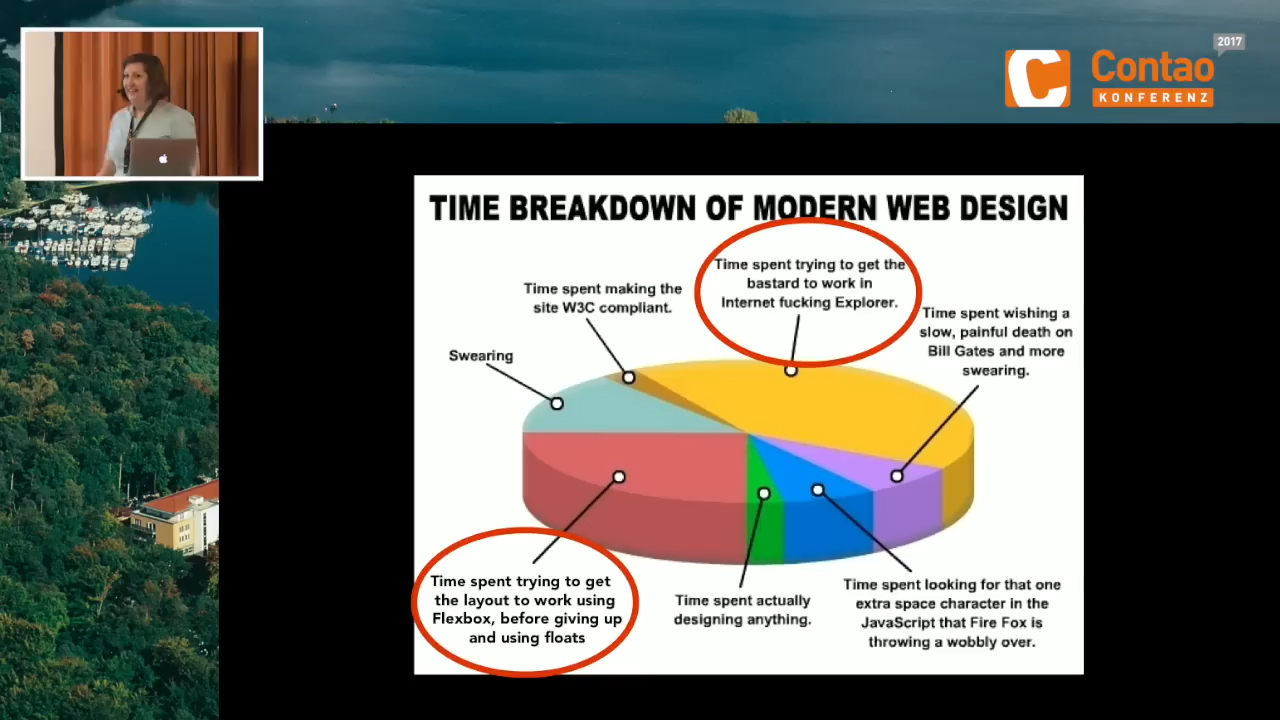 2017
Contao
KONFERENZ
TIME BREAKDOWN OF MODERN WEB DESIGN
Time spent trying to get the
bastard to work in
Internet fucking Explorer.
Time spent making the
site W3C compliant.
Time spent wishing a
slow, painful death on
Bill Gates and more
swearing.
Swearing
Time spent trying to get
the layout to work using
Flexbox, before giving up
and using floats
Time spent actually
designing anything.
Time spent looking for that one
extra space character in the
JavaScript that Fire Fox is
throwing a wobbly over.